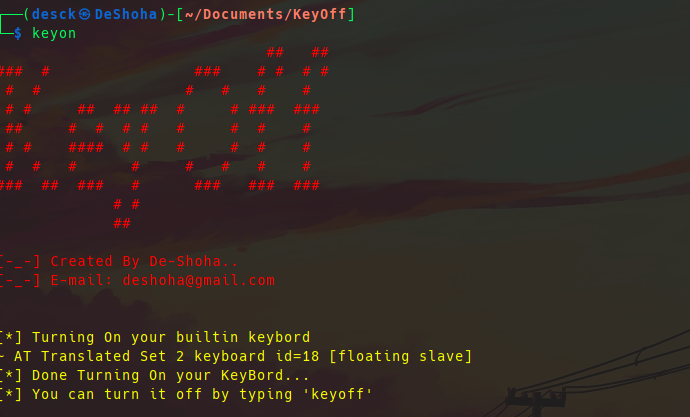 (desck㉿DeShoha)-[~/Documents/KeyOff]
$ keyon
                             ##   ##
###  #                ###    # #  # #
 #  #                #   #   #    #
 # #     ##  ## ##  #     # ###  ###
 ##     #  #  # #   #     #  #    #
 # #    ####  # #   #     #  #    #
 #  #   #      #     #   #   #    #
###  ##  ###   #      ###   ###  ###
            # #
            ##
[-_-] Created By De-Shoha..
[-_-] E-mail: deshoha@gmail.com
[*] Turning On your builtin keybord
~ AT Translated Set 2 keyboard id=18 [floating slave]
[*] Done Turning On your KeyBord...
[*] You can turn it off by typing 'keyoff'